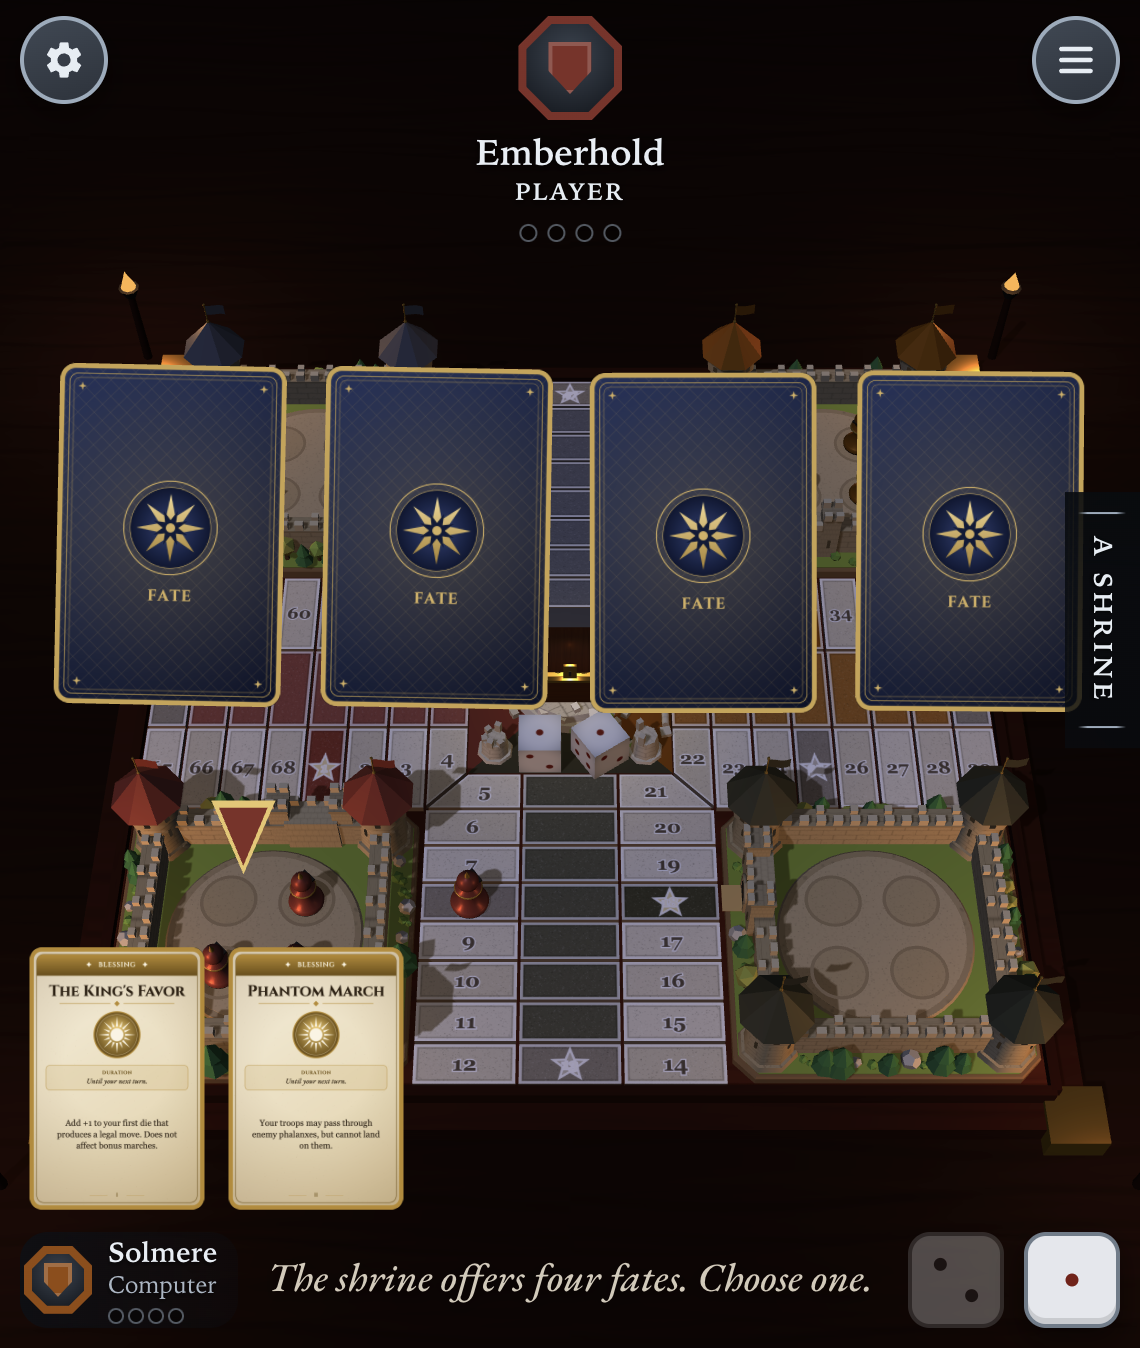 Emberhold
PLAYER
FATE
FATE
FATE
FATE
A SHRINE
60
34
66
67
68
3
4
22
23
26
27
28
5
21
6
20
7
19
9
17
10
16
11
15
12
14
BLESSING
THE KING'S FAVOR
DURATION
Until your next turn.
Add +1 to your first die that
produces a legal move. Does not
affect bonus marches.
BLESSING
PHANTOM MARCH
DURATION
Until your next turn.
Your troops may pass through
enemy phalanxes, but cannot land
on them.
Solmere
Computer
The shrine offers four fates. Choose one.